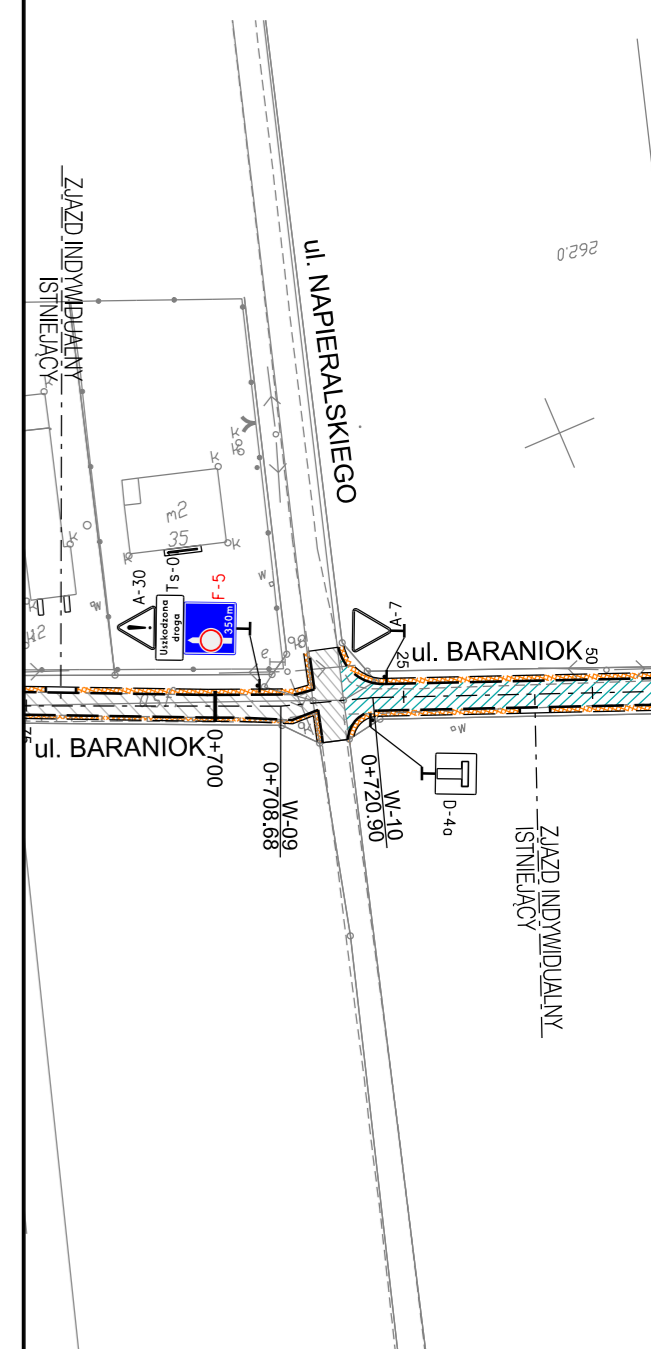 262.0
ul. NAPIERALSKIEGO
ZJAZD INDYWIDUALNY
ISTNIEJĄCY
m2
35
A-30
Ts-0
F-5
Uszkodzona
droga
350m
A-7
25
ul. BARANIOK
50
ul. BARANIOK
75
0+700
W-09
0+708.68
W-10
0+720.90
D-4a
ZJAZD INDYWIDUALNY
ISTNIEJĄCY